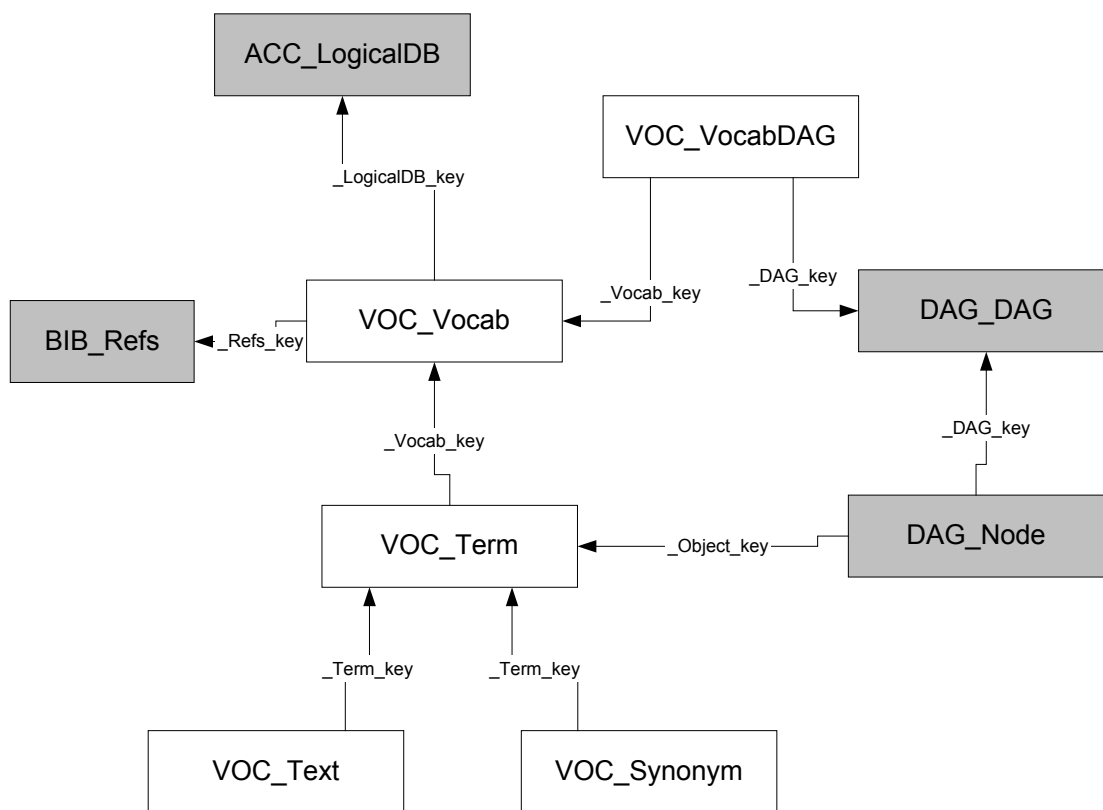 ACC_LogicalDB
VOC_VocabDAG
_LogicalDB_key
_DAG_key
_Vocab_key
VOC_Vocab
DAG_DAG
BIB_Refs
_Refs_key
_DAG_key
_Vocab_key
VOC_Term
_Object_key
DAG_Node
_Term_key
_Term_key
VOC_Text
VOC_Synonym